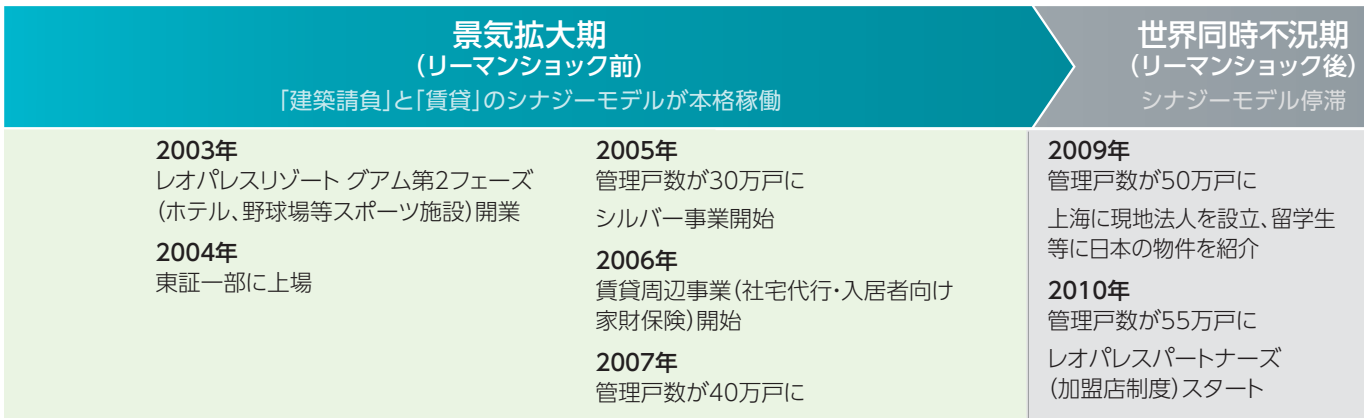 景気拡大期
(リーマンショック前)
「建築請負」と「賃貸」のシナジーモデルが本格稼働
世界同時不況期
(リーマンショック後)
シナジーモデル停滞
2003年
レオパレスリゾート グアム第2フェーズ
(ホテル、野球場等スポーツ施設)開業
2004年
東証一部に上場
2005年
管理戸数が30万戸に
シルバー事業開始
2006年
賃貸周辺事業(社宅代行・入居者向け
家財保険)開始
2007年
管理戸数が40万戸に
2009年
管理戸数が50万戸に
上海に現地法人を設立、留学生
等に日本の物件を紹介
2010年
管理戸数が55万戸に
レオパレスパートナーズ
(加盟店制度)スタート